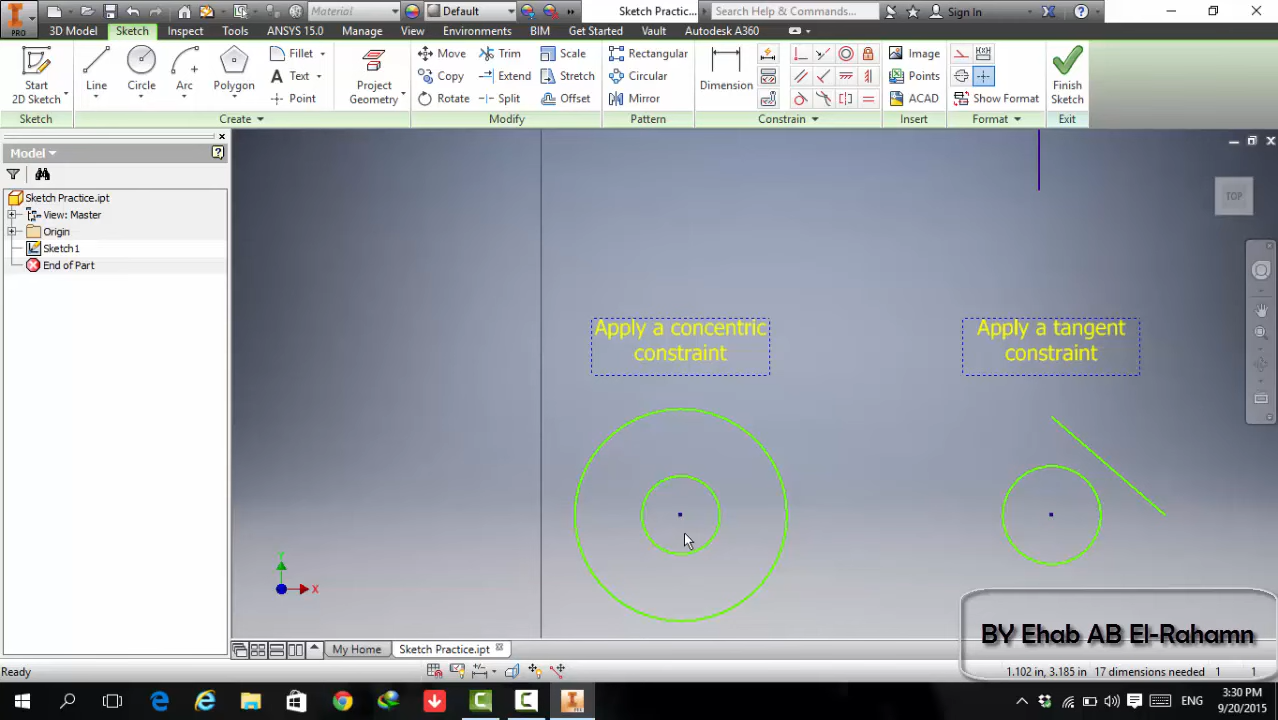 Material
Default
Sketch Practic...
Search Help & Commands...
Sign In
PRO
3D Model
Sketch
Inspect
Tools
ANSYS 15.0
Manage
View
Environments
BIM
Get Started
Vault
Autodesk A360
Start
2D Sketch
Line
Circle
Arc
Polygon
Fillet
Text
Point
Project
Geometry
Move
Copy
Rotate
Trim
Extend
Split
Scale
Stretch
Offset
Rectangular
Circular
Mirror
Dimension
Image
Points
ACAD
Show Format
Finish
Sketch
Sketch
Create
Modify
Pattern
Constrain
Insert
Format
Exit
Model
Sketch Practice.ipt
View: Master
Origin
Sketch1
End of Part
TOP
Apply a concentric
constraint
Apply a tangent
constraint
Y
X
BY Ehab AB El-Rahamn
My Home
Sketch Practice.ipt
Ready
1.102 in, 3.185 in 17 dimensions needed 1 1
ENG
3:30 PM
9/20/2015